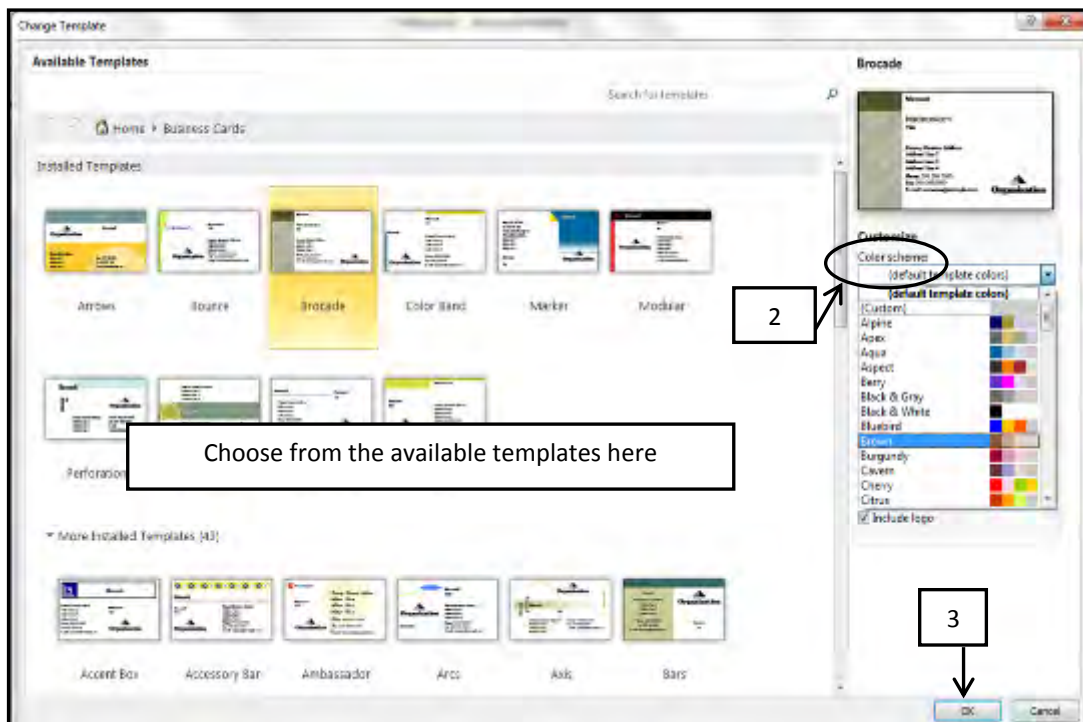 Change Template
Available Templates
Brocade
Search for templates
Home ▸ Business Cards
Installed Templates
Arrows
Bounce
Brocade
Color Band
Marker
Modular
Organization
Customize
Color scheme:
(default template colors)
(default template colors)
(Custom)
Alpine
Apex
Aqua
Aspect
Berry
Black & Gray
Black & White
Bluebird
Brown
Burgundy
Cavern
Cherry
Citrus
Include logo
2
Choose from the available templates here
Perforation
More Installed Templates (43)
Accent Box
Accessory Bar
Ambassador
Arcs
Axis
Bars
3
OK
Cancel